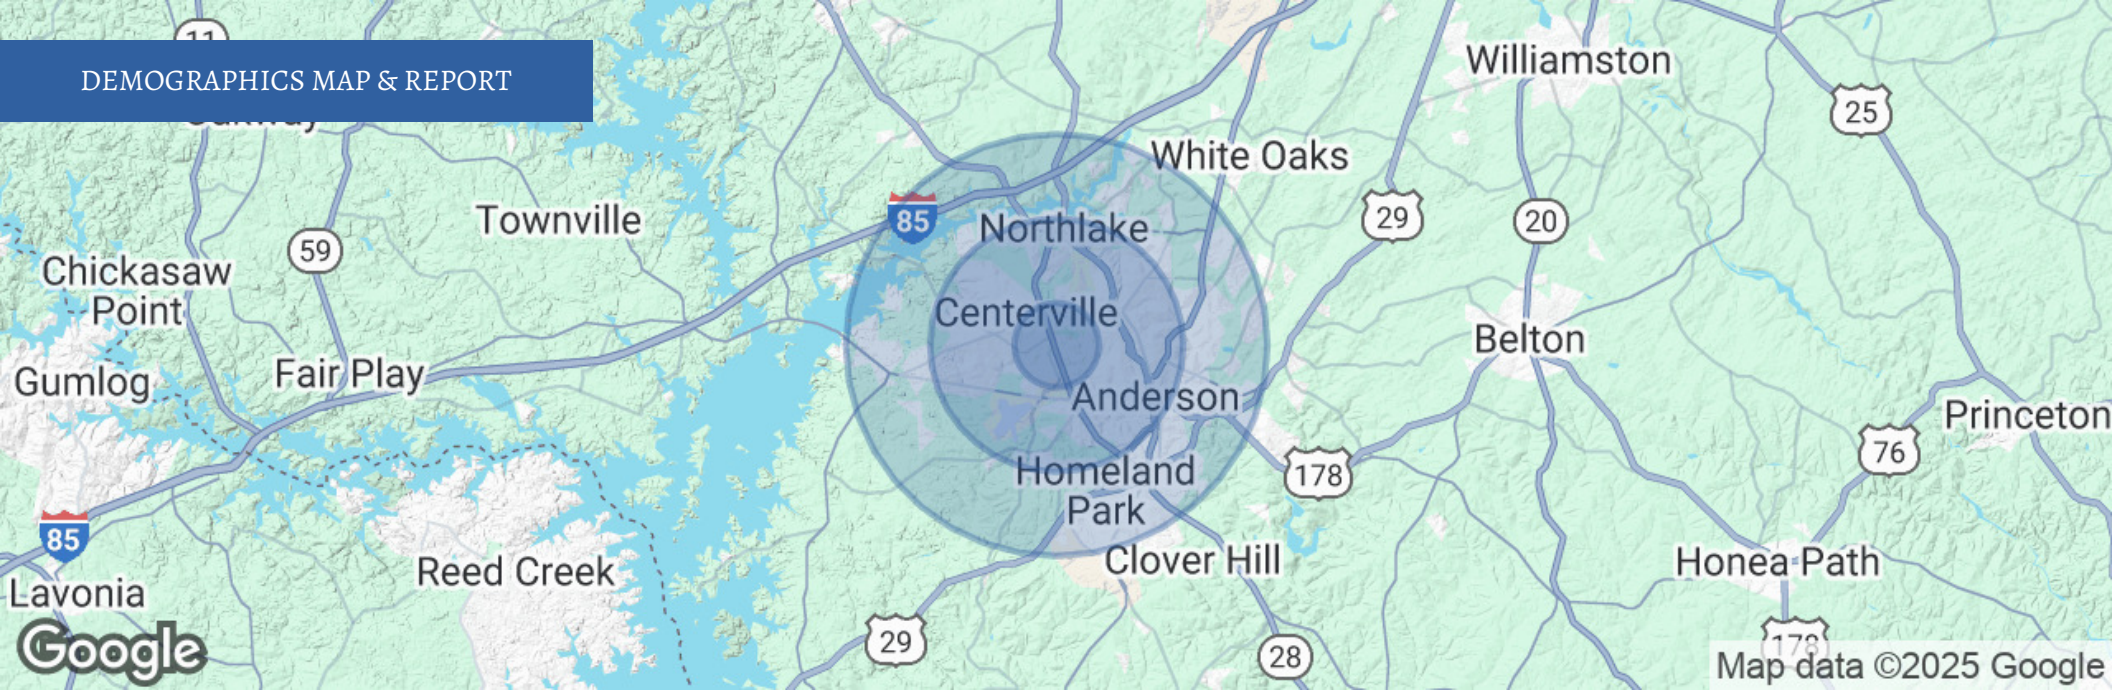 11
DEMOGRAPHICS MAP & REPORT
Williamston
25
White Oaks
Townville
85
29
20
Northlake
59
Chickasaw
Point
Centerville
Belton
Gumlog
Fair Play
Anderson
Princeton
76
Homeland
Park
178
85
Reed Creek
Clover Hill
Honea Path
Lavonia
29
28
178
Google
Map data ©2025 Google